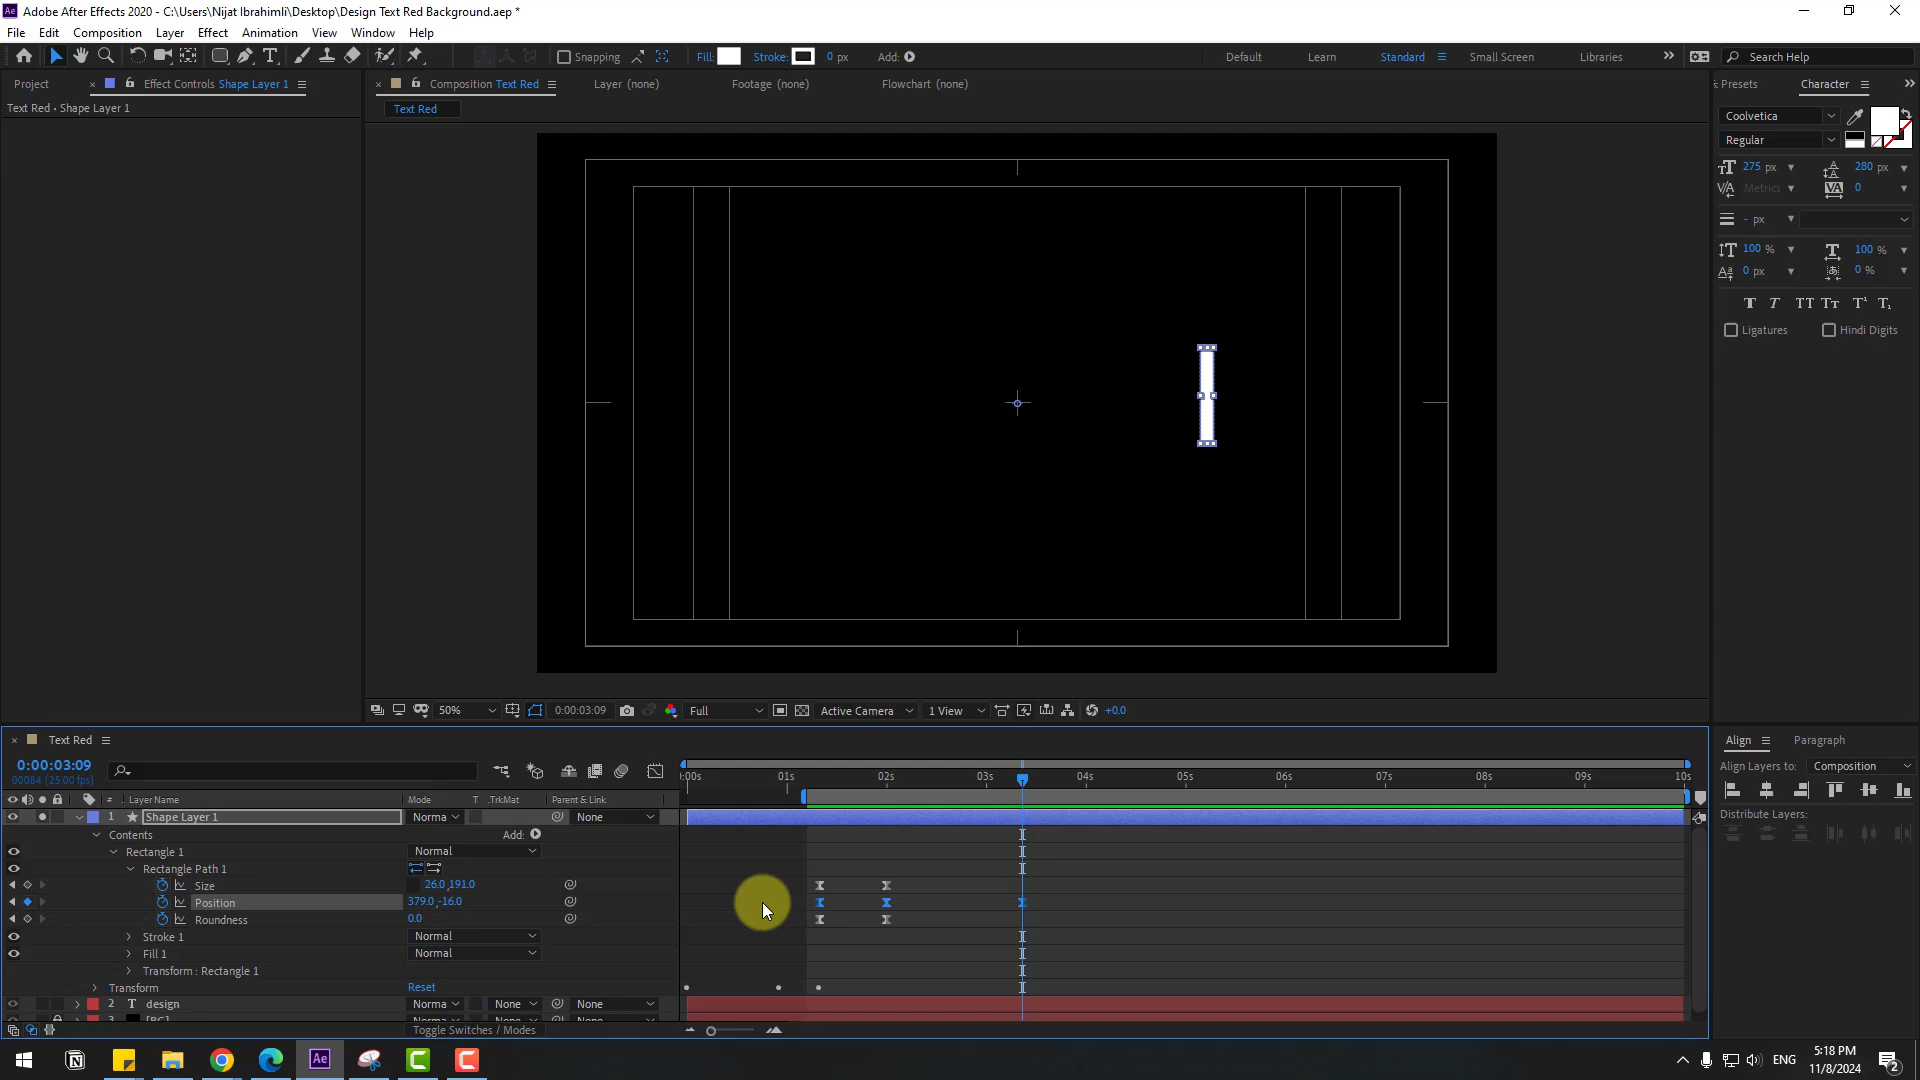 Adobe After Effects 2020 - C:\Users\Nijat Ibrahimli\Desktop\Design Text Red Background.aep *
File Edit Composition Layer Effect Animation View Window Help
Snapping Fill: Stroke: 0 px Add: Default Learn Standard Small Screen Libraries Search Help
Project Effect Controls Shape Layer 1 Composition Text Red Layer (none) Footage (none) Flowchart (none) Presets Character
Text Red • Shape Layer 1
Text Red
Coolvetica
Regular
275 px 280 px
Metrics 0
- px
100 % 100 %
0 px 0 %
Ligatures Hindi Digits
50% 0:00:03:09 Full Active Camera 1 View +0.0
Text Red
Align Paragraph
0:00:03:09
00084 (25.00 fps)
:00s 01s 02s 03s 04s 05s 06s 07s 08s 09s 10s
Align Layers to: Composition
# Layer Name Mode T .TrkMat Parent & Link
1 Shape Layer 1 Norma None
Distribute Layers:
Contents Add:
Rectangle 1 Normal
Rectangle Path 1
Size 26.0,191.0
Position 379.0,-16.0
Roundness 0.0
Stroke 1 Normal
Fill 1 Normal
Transform : Rectangle 1
Transform Reset
2 T design Norma None None
Toggle Switches / Modes
ENG 5:18 PM
11/8/2024
2